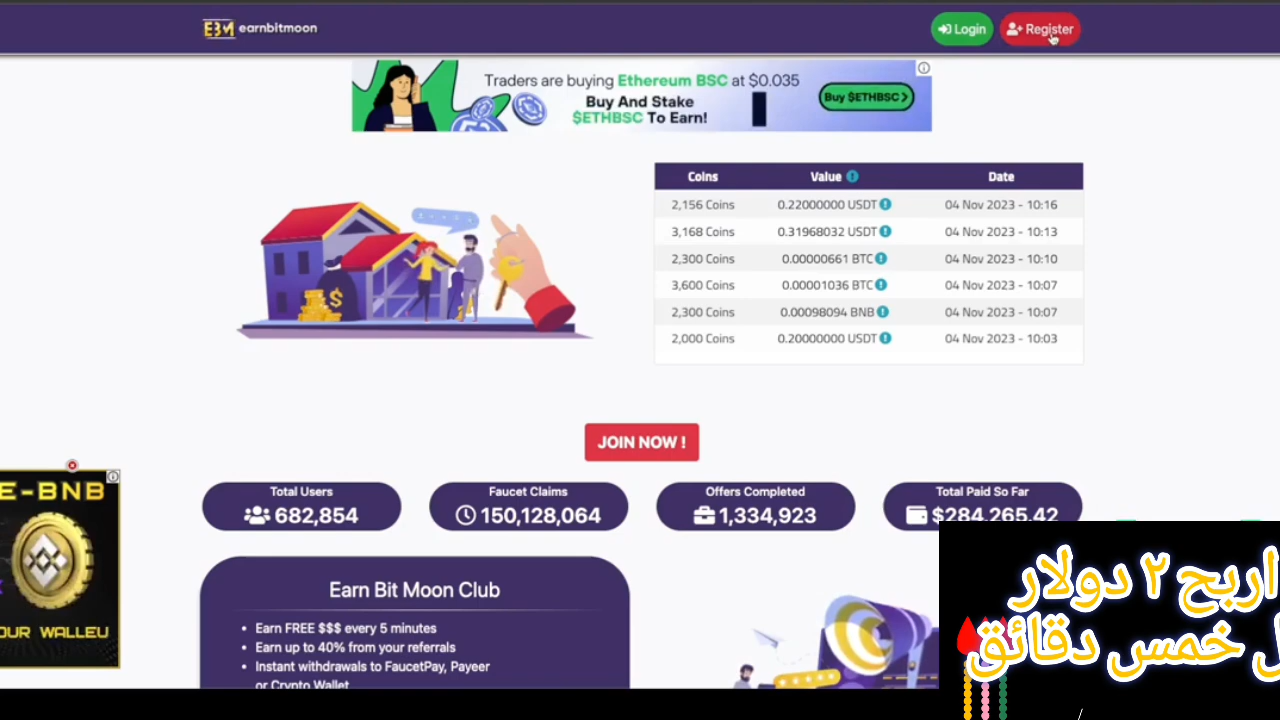 EBM earnbitmoon
Login
Register
Traders are buying Ethereum BSC at $0.035
Buy And Stake
$ETHBSC To Earn!
Buy $ETHBSC
Coins Value Date
2,156 Coins 0.22000000 USDT 04 Nov 2023 - 10:16
3,168 Coins 0.31968032 USDT 04 Nov 2023 - 10:13
2,300 Coins 0.00000661 BTC 04 Nov 2023 - 10:10
3,600 Coins 0.00001036 BTC 04 Nov 2023 - 10:07
2,300 Coins 0.00098094 BNB 04 Nov 2023 - 10:07
2,000 Coins 0.20000000 USDT 04 Nov 2023 - 10:03
JOIN NOW !
Total Users
682,854
Faucet Claims
150,128,064
Offers Completed
1,334,923
Total Paid So Far
$284,265.42
E-BNB
OUR WALLEU
Earn Bit Moon Club
Earn FREE $$$ every 5 minutes
Earn up to 40% from your referrals
Instant withdrawals to FaucetPay, Payeer
or Crypto Wallet
اربح ٢ دولار
ل خمس دقائق